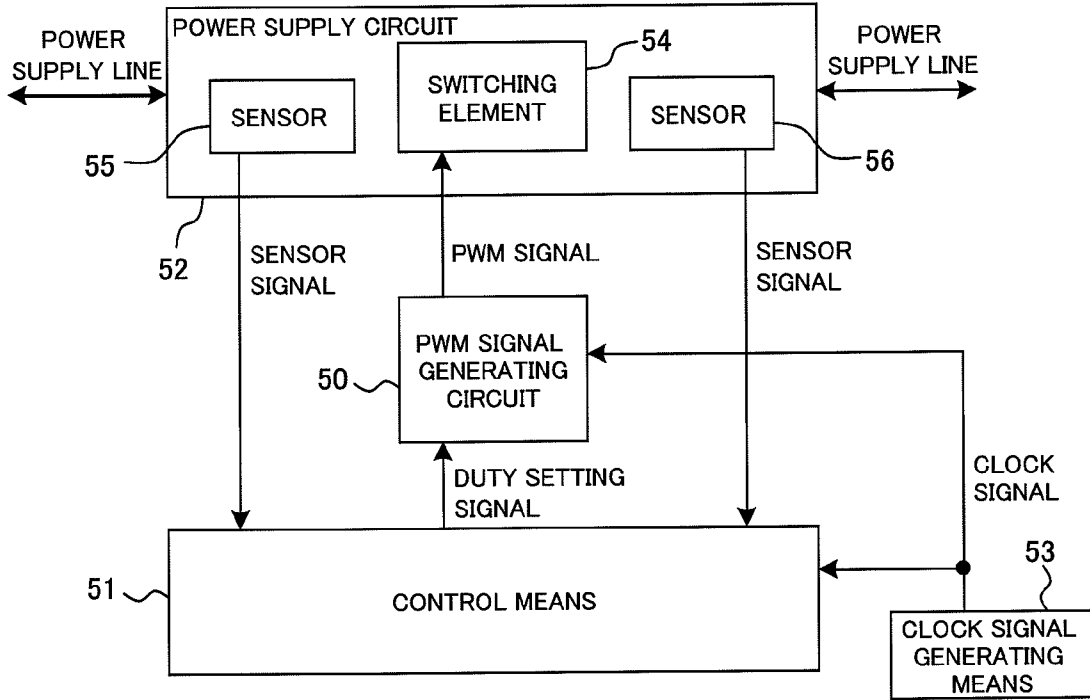 POWER SUPPLY CIRCUIT
54
POWER
SUPPLY LINE
POWER
SUPPLY LINE
SWITCHING
ELEMENT
SENSOR
SENSOR
55
56
52
SENSOR
SIGNAL
PWM SIGNAL
SENSOR
SIGNAL
PWM SIGNAL
GENERATING
CIRCUIT
50
DUTY SETTING
SIGNAL
CLOCK
SIGNAL
51
CONTROL MEANS
53
CLOCK SIGNAL
GENERATING
MEANS